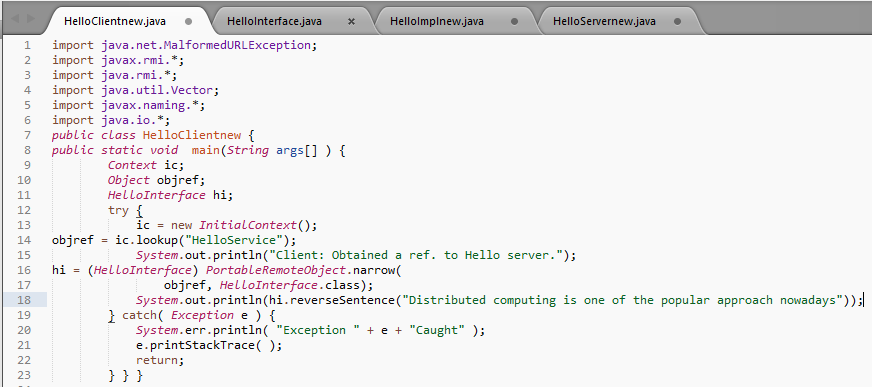 HelloClientnew.java HelloInterface.java × HelloImplnew.java HelloServernew.java
1 import java.net.MalformedURLException;
2 import javax.rmi.*;
3 import java.rmi.*;
4 import java.util.Vector;
5 import javax.naming.*;
6 import java.io.*;
7 public class HelloClientnew {
8 public static void  main(String args[] ) {
9         Context ic;
10         Object objref;
11         HelloInterface hi;
12         try {
13             ic = new InitialContext();
14 objref = ic.lookup("HelloService");
15             System.out.println("Client: Obtained a ref. to Hello server.");
16 hi = (HelloInterface) PortableRemoteObject.narrow(
17                 objref, HelloInterface.class);
18             System.out.println(hi.reverseSentence("Distributed computing is one of the popular approach nowadays"));
19         } catch( Exception e ) {
20             System.err.println( "Exception " + e + "Caught" );
21             e.printStackTrace( );
22             return;
23         } } }